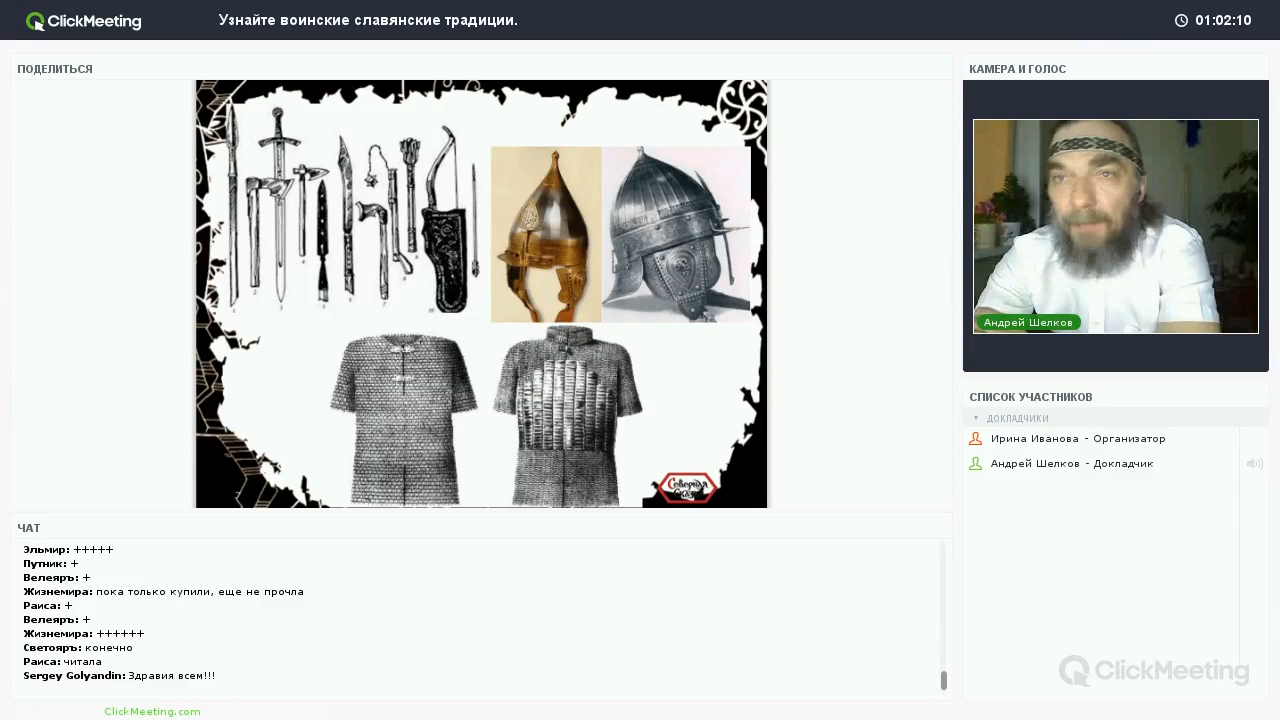 ClickMeeting
Узнайте воинские славянские традиции.
01:02:10
ПОДЕЛИТЬСЯ
Северная
КАМЕРА И ГОЛОС
Андрей Шелков
СПИСОК УЧАСТНИКОВ
ДОКЛАДЧИКИ
Ирина Иванова - Организатор
Андрей Шелков - Докладчик
ЧАТ
Эльмир: +++++
Путник: +
Велеяръ: +
Жизнемира: пока только купили, еще не прочла
Раиса: +
Велеяръ: +
Жизнемира: ++++++
Светояръ: конечно
Раиса: читала
Sergey Golyandin: Здравия всем!!!
ClickMeeting
ClickMeeting.com